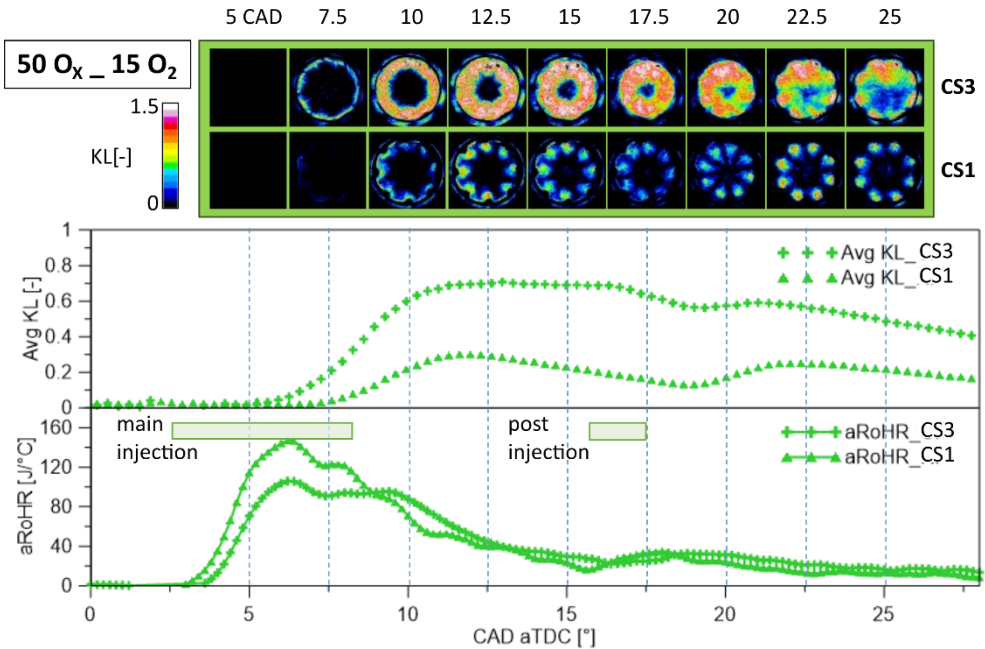 5 CAD 7.5 10 12.5 15 17.5 20 22.5 25
50 Oₓ _ 15 O₂
CS3
1.5
KL[-]
0
CS1
1
0.8
0.6
0.4
0.2
0
Avg KL [-]
Avg KL_CS3
Avg KL_CS1
160
120
80
40
0
aRoHR [J/°C]
main
injection
post
injection
aRoHR_CS3
aRoHR_CS1
0 5 10 15 20 25
CAD aTDC [°]